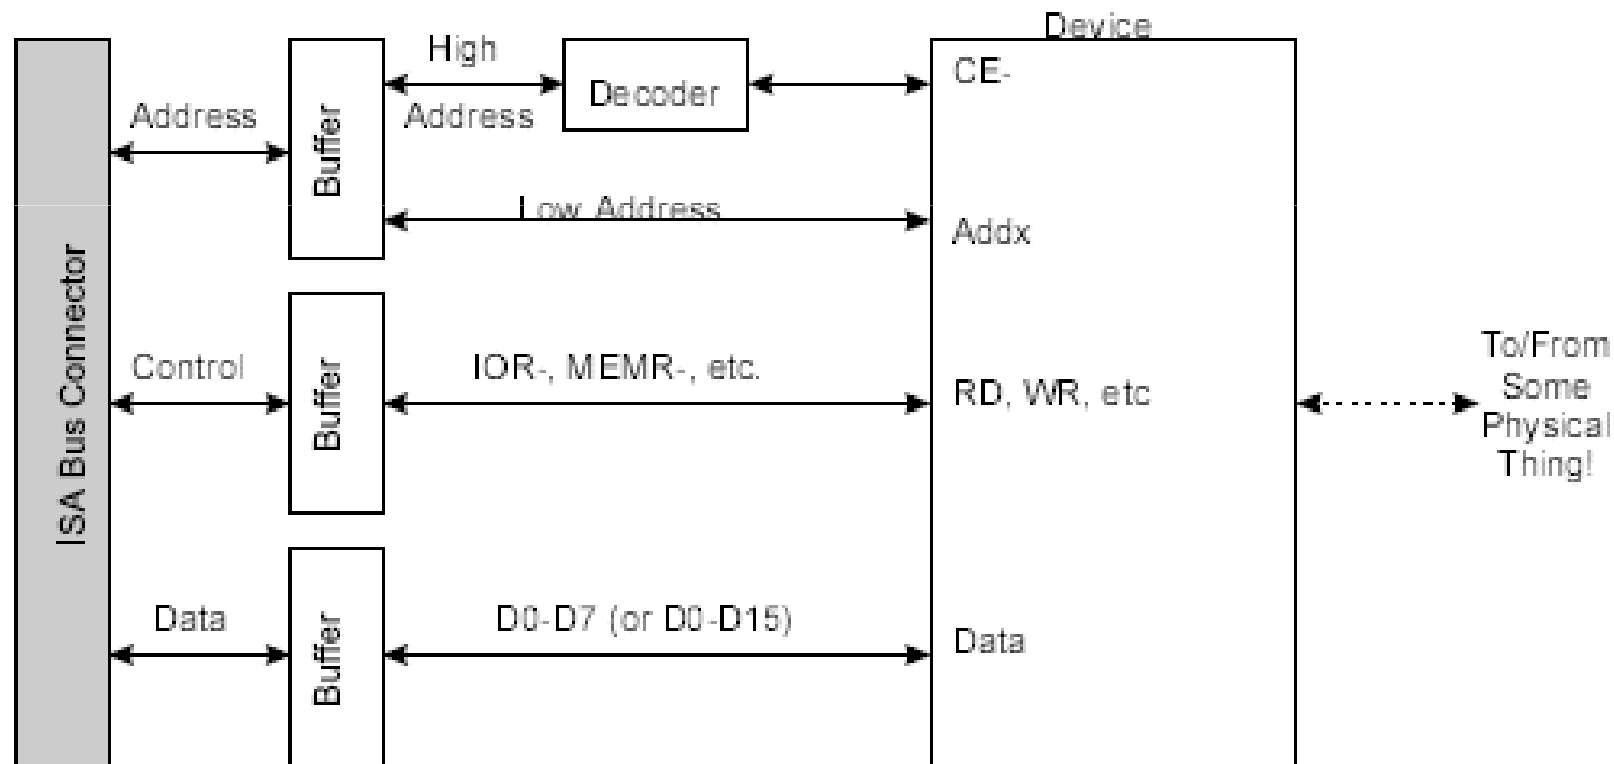 Device
High
Address
CE-
Decoder
Address
Buffer
Low Address
Addx
ISA Bus Connector
Control
Buffer
IOR-, MEMR-, etc.
RD, WR, etc
To/From
Some
Physical
Thing!
Data
Buffer
D0-D7 (or D0-D15)
Data